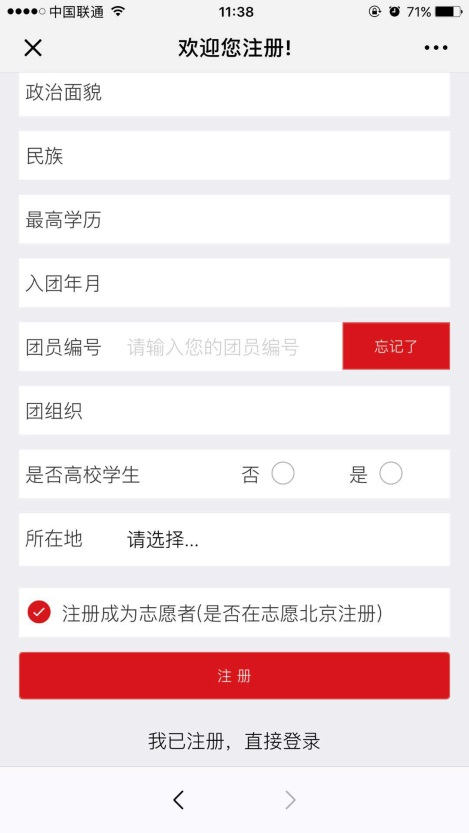 中国联通 11:38 71%
欢迎您注册!
政治面貌
民族
最高学历
入团年月
团员编号 请输入您的团员编号 忘记了
团组织
是否高校学生 否 是
所在地 请选择...
注册成为志愿者(是否在志愿北京注册)
注 册
我已注册，直接登录